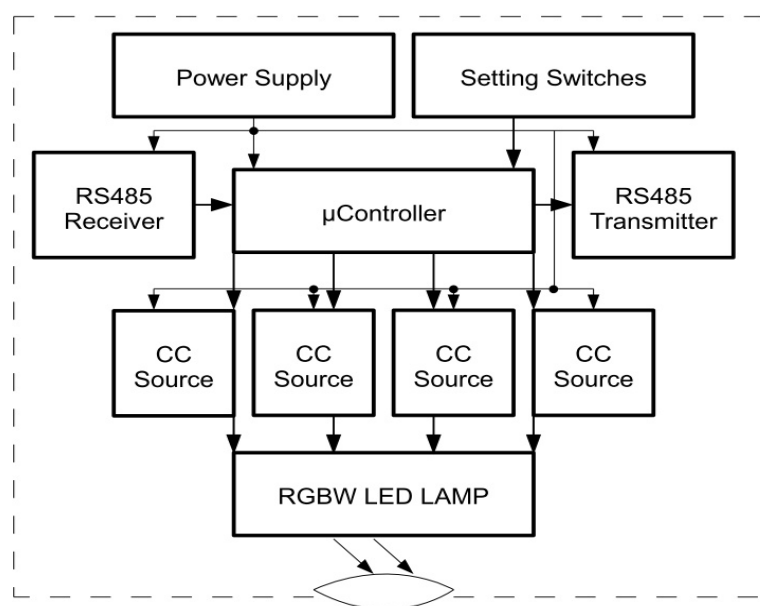 Power Supply
Setting Switches
RS485
Receiver
µController
RS485
Transmitter
CC
Source
CC
Source
CC
Source
CC
Source
RGBW LED LAMP